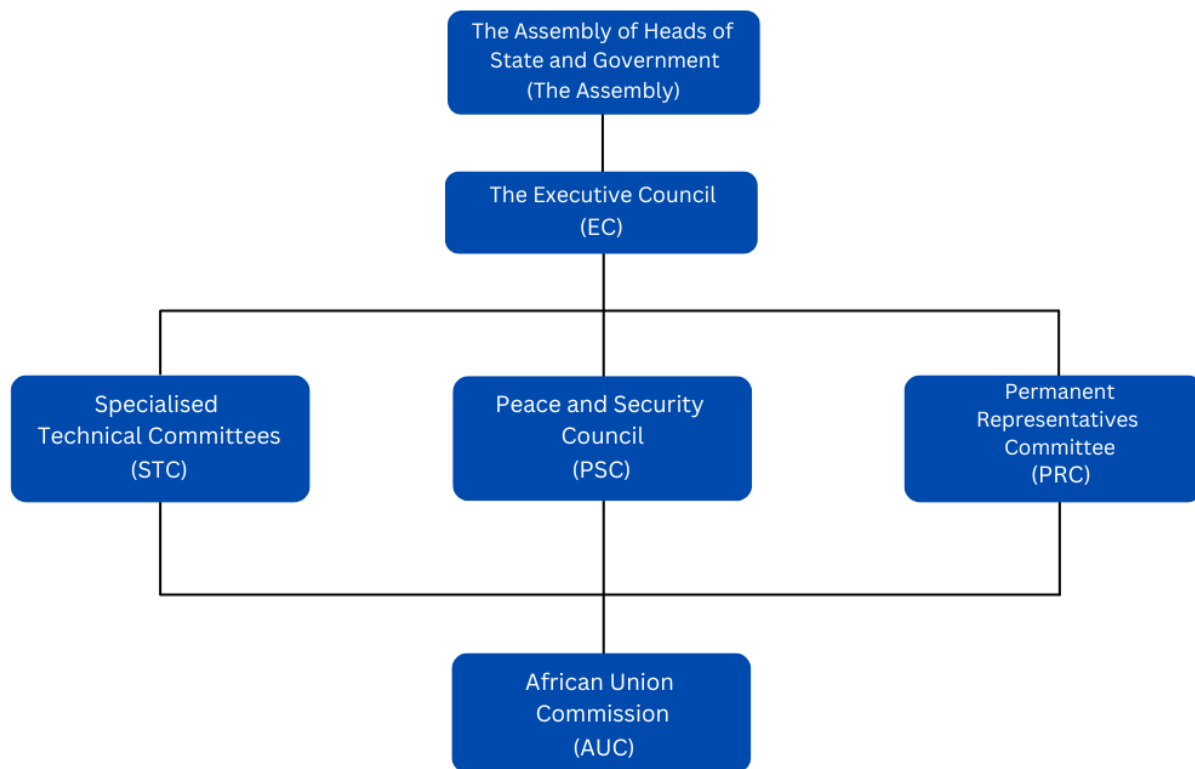 The Assembly of Heads of
State and Government
(The Assembly)
The Executive Council
(EC)
Specialised
Technical Committees
(STC)
Peace and Security
Council
(PSC)
Permanent
Representatives
Committee
(PRC)
African Union
Commission
(AUC)